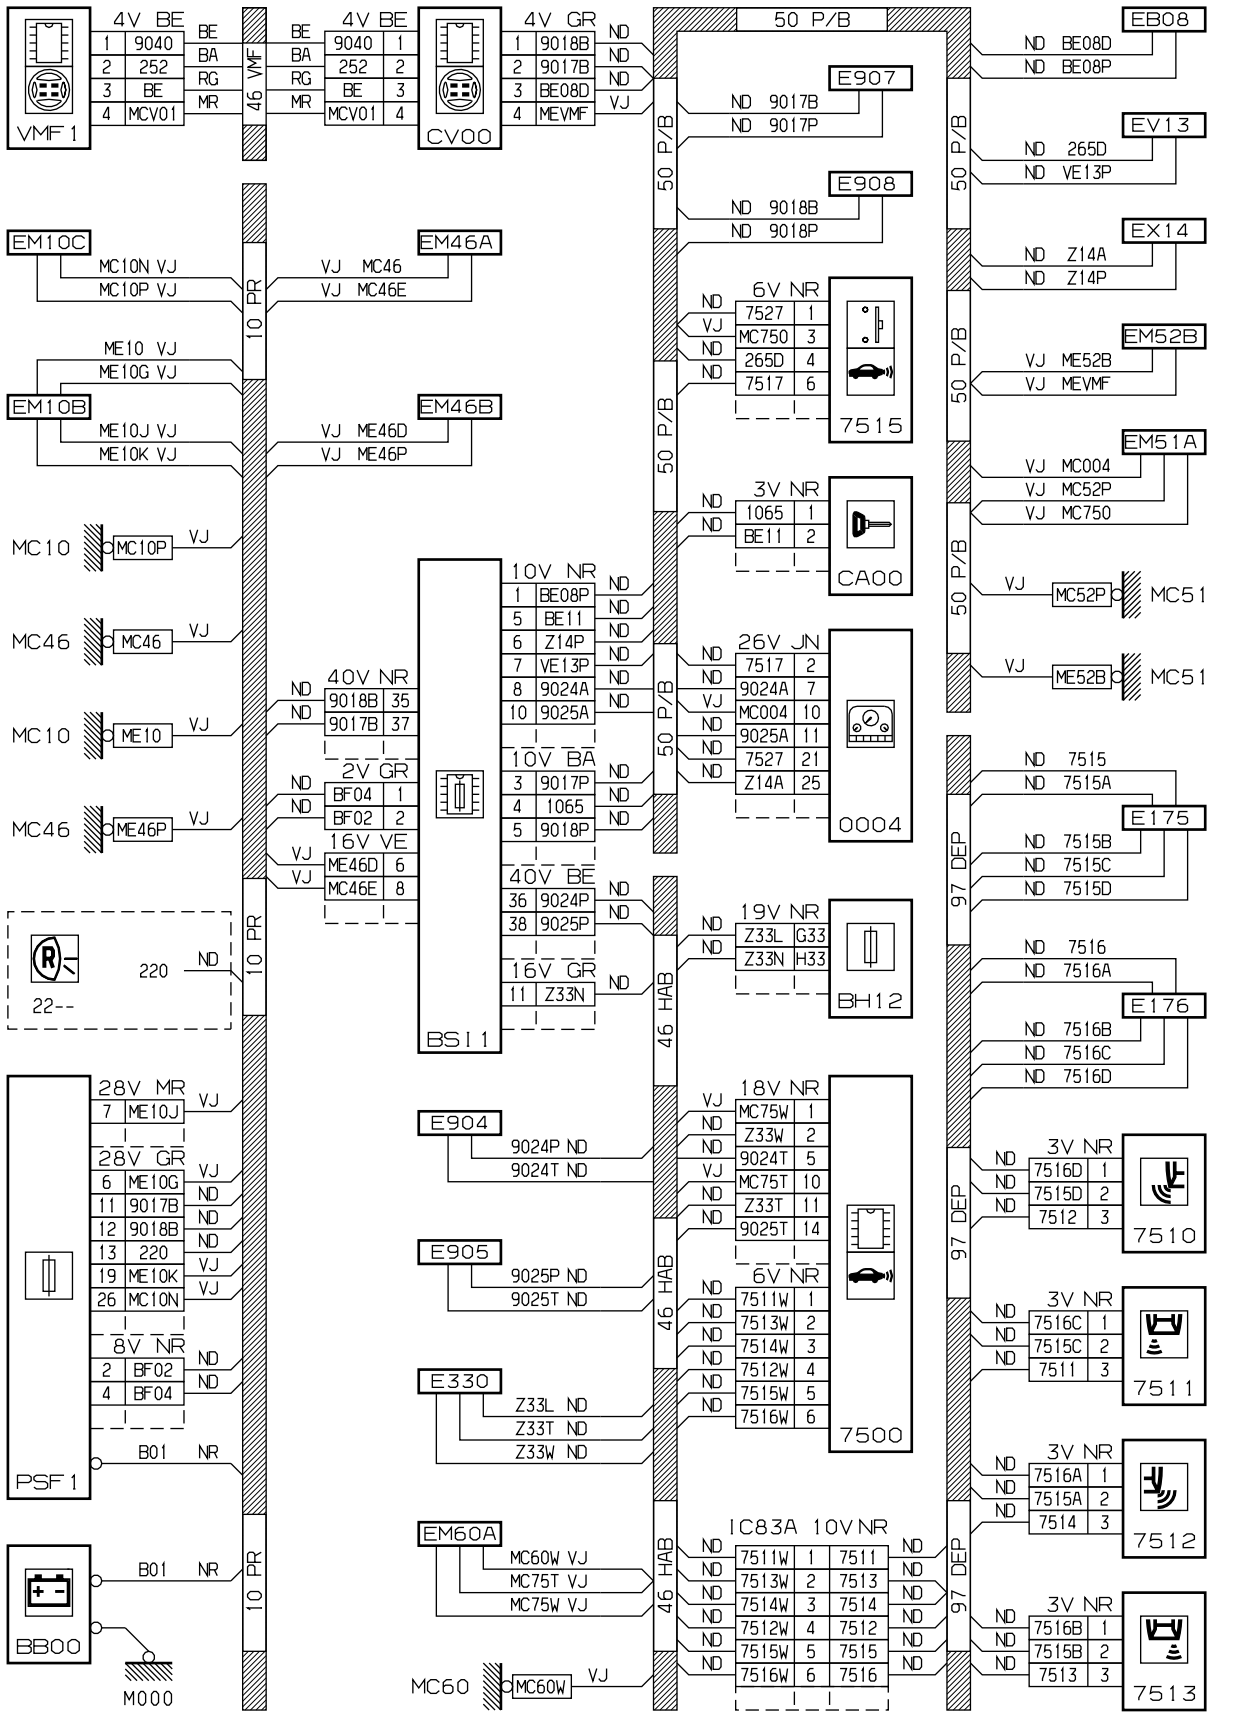 4V BE
1 9040 BE
2 252 BA
3 BE RG
4 MCV01 MR
VMF1
46 VMF
4V BE
BE 9040 1
BA 252 2
RG BE 3
MR MCV01 4
CV00
4V GR
1 9018B ND
2 9017B ND
3 BE08D ND
4 MEVMF VJ
50 P/B
EB08
ND BE08D
ND BE08P
E907
ND 9017B
ND 9017P
50 P/B
50 P/B
EV13
ND 265D
ND VE13P
E908
ND 9018B
ND 9018P
EX14
ND Z14A
ND Z14P
EM10C
MC10N VJ
MC10P VJ
10 PR
EM46A
VJ MC46
VJ MC46E
6V NR
ND 7527 1
VJ MC750 3
ND 265D 4
ND 7517 6
7515
50 P/B
EM52B
VJ ME52B
VJ MEVMF
ME10 VJ
ME10G VJ
EM10B
ME10J VJ
ME10K VJ
EM46B
VJ ME46D
VJ ME46P
50 P/B
EM51A
VJ MC004
VJ MC52P
VJ MC750
3V NR
ND 1065 1
ND BE11 2
CA00
MC10 MC10P VJ
50 P/B
VJ MC52P MC51
VJ ME52B MC51
MC46 MC46 VJ
MC10 ME10 VJ
MC46 ME46P VJ
40V NR
ND 9018B 35
ND 9017B 37
2V GR
ND BF04 1
ND BF02 2
16V VE
VJ ME46D 6
VJ MC46E 8
BSI1
10V NR
1 BE08P ND
5 BE11 ND
6 Z14P ND
7 VE13P ND
8 9024A ND
10 9025A ND
10V BA
3 9017P ND
4 1065 ND
5 9018P ND
40V BE
36 9024P ND
38 9025P ND
16V GR
11 Z33N ND
50 P/B
26V JN
ND 7517 2
ND 9024A 7
VJ MC004 10
ND 9025A 11
ND 7527 21
ND Z14A 25
0004
ND 7515
ND 7515A
E175
ND 7515B
ND 7515C
ND 7515D
97 DEP
19V NR
ND Z33L G33
ND Z33N H33
BH12
46 HAB
ND 7516
ND 7516A
E176
ND 7516B
ND 7516C
ND 7516D
R
220 ND
22--
10 PR
28V MR
7 ME10J VJ
28V GR
6 ME10G VJ
11 9017B ND
12 9018B ND
13 220 ND
19 ME10K VJ
26 MC10N VJ
8V NR
2 BF02 ND
4 BF04 ND
B01 NR
PSF1
E904
9024P ND
9024T ND
E905
9025P ND
9025T ND
E330
Z33L ND
Z33T ND
Z33W ND
46 HAB
18V NR
VJ MC75W 1
ND Z33W 2
ND 9024T 5
VJ MC75T 10
ND Z33T 11
ND 9025T 14
6V NR
ND 7511W 1
ND 7513W 2
ND 7514W 3
ND 7512W 4
ND 7515W 5
ND 7516W 6
7500
97 DEP
3V NR
ND 7516D 1
ND 7515D 2
ND 7512 3
7510
3V NR
ND 7516C 1
ND 7515C 2
ND 7511 3
7511
3V NR
ND 7516A 1
ND 7515A 2
ND 7514 3
7512
+ -
B01 NR
BB00
M000
10 PR
EM60A
MC60W VJ
MC75T VJ
MC75W VJ
MC60 MC60W VJ
46 HAB
IC83A 10VNR
ND 7511W 1 7511 ND
ND 7513W 2 7513 ND
ND 7514W 3 7514 ND
ND 7512W 4 7512 ND
ND 7515W 5 7515 ND
ND 7516W 6 7516 ND
97 DEP
3V NR
ND 7516B 1
ND 7515B 2
ND 7513 3
7513